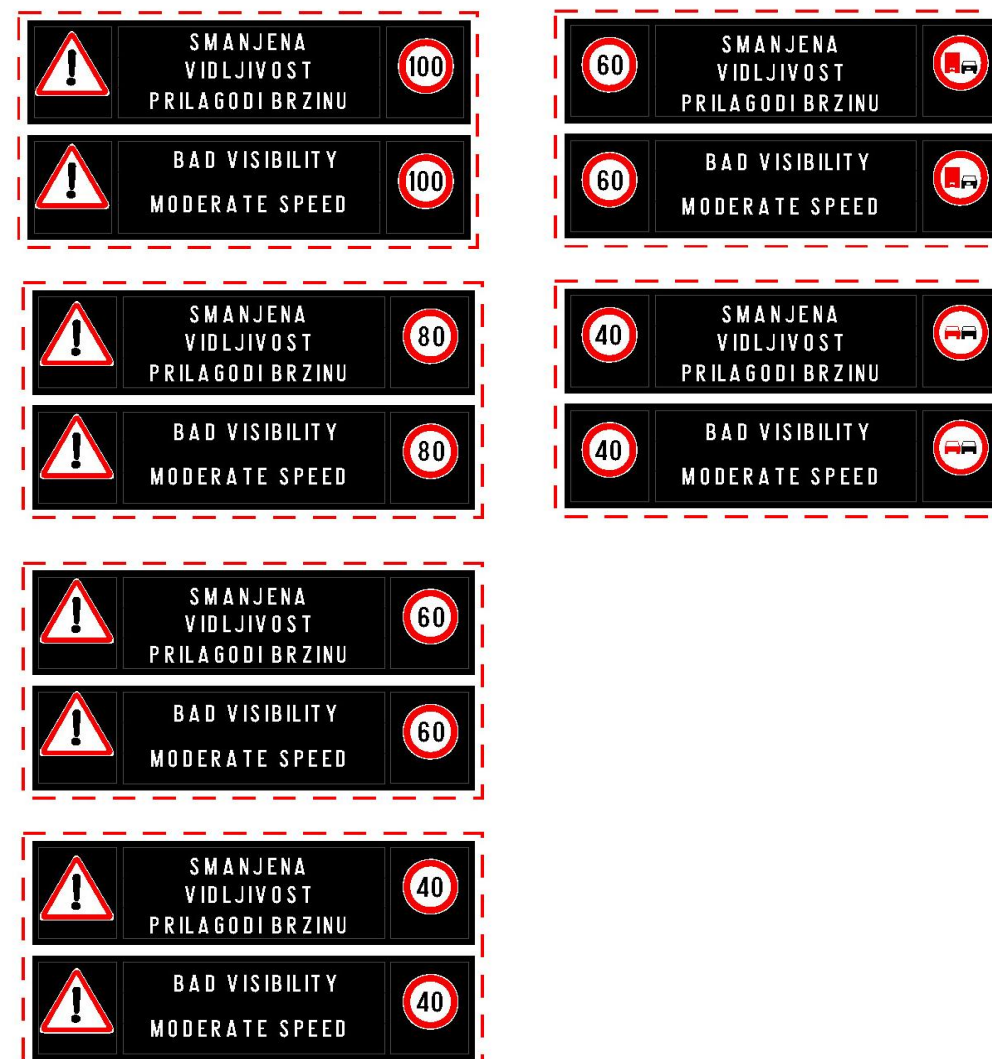 SMANJENA
VIDLJIVOST
PRILAGODI BRZINU
100
BAD VISIBILITY
MODERATE SPEED
100
SMANJENA
VIDLJIVOST
PRILAGODI BRZINU
80
BAD VISIBILITY
MODERATE SPEED
80
SMANJENA
VIDLJIVOST
PRILAGODI BRZINU
60
BAD VISIBILITY
MODERATE SPEED
60
SMANJENA
VIDLJIVOST
PRILAGODI BRZINU
40
BAD VISIBILITY
MODERATE SPEED
40
60
SMANJENA
VIDLJIVOST
PRILAGODI BRZINU
60
BAD VISIBILITY
MODERATE SPEED
40
SMANJENA
VIDLJIVOST
PRILAGODI BRZINU
40
BAD VISIBILITY
MODERATE SPEED